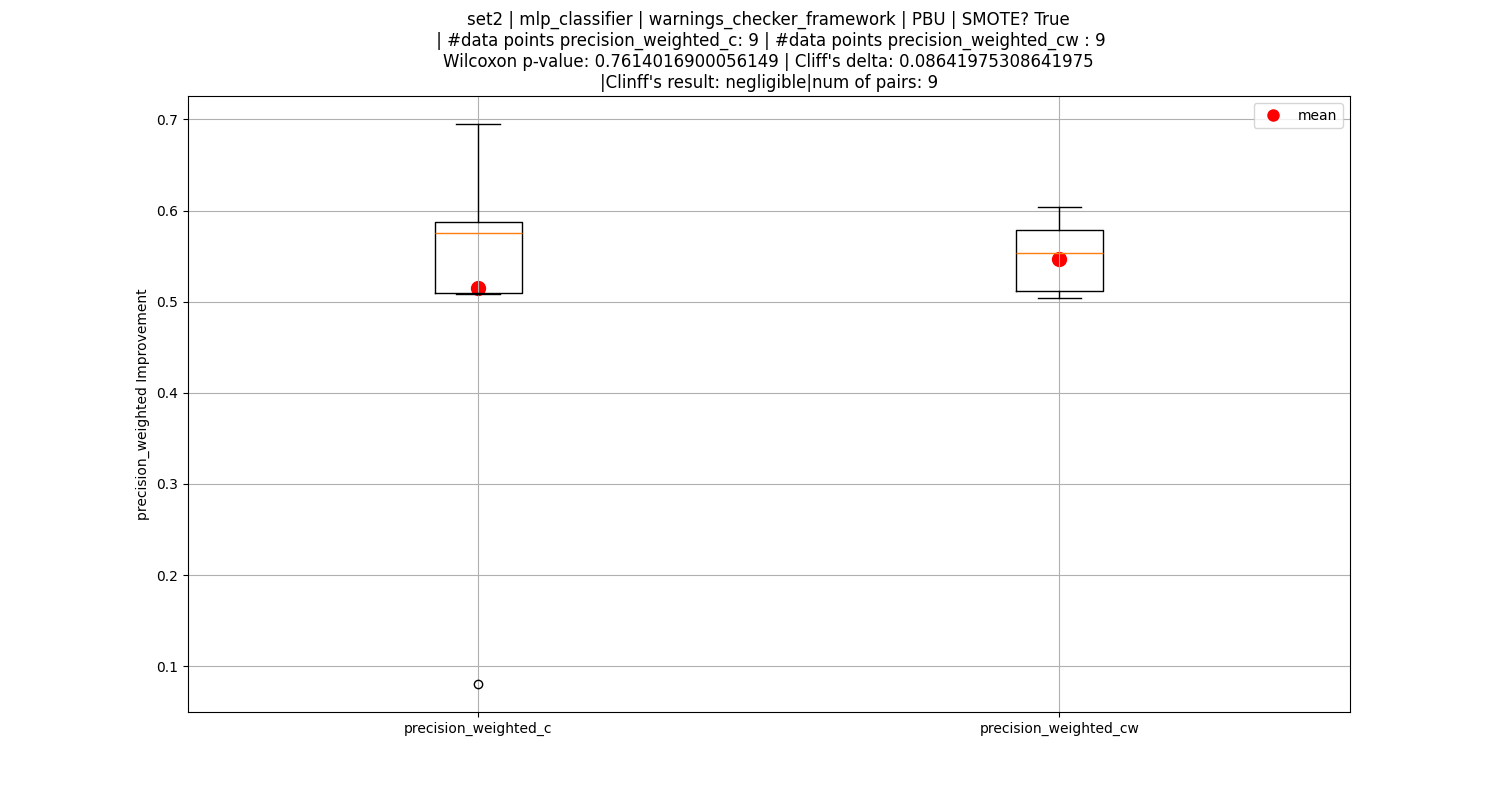 set2 | mlp_classifier | warnings_checker_framework | PBU | SMOTE? True
| #data points precision_weighted_c: 9 | #data points precision_weighted_cw : 9
Wilcoxon p-value: 0.7614016900056149 | Cliff's delta: 0.08641975308641975
|Clinff's result: negligible|num of pairs: 9
mean
0.7
0.6
0.5
0.4
0.3
0.2
0.1
precision_weighted Improvement
precision_weighted_c
precision_weighted_cw